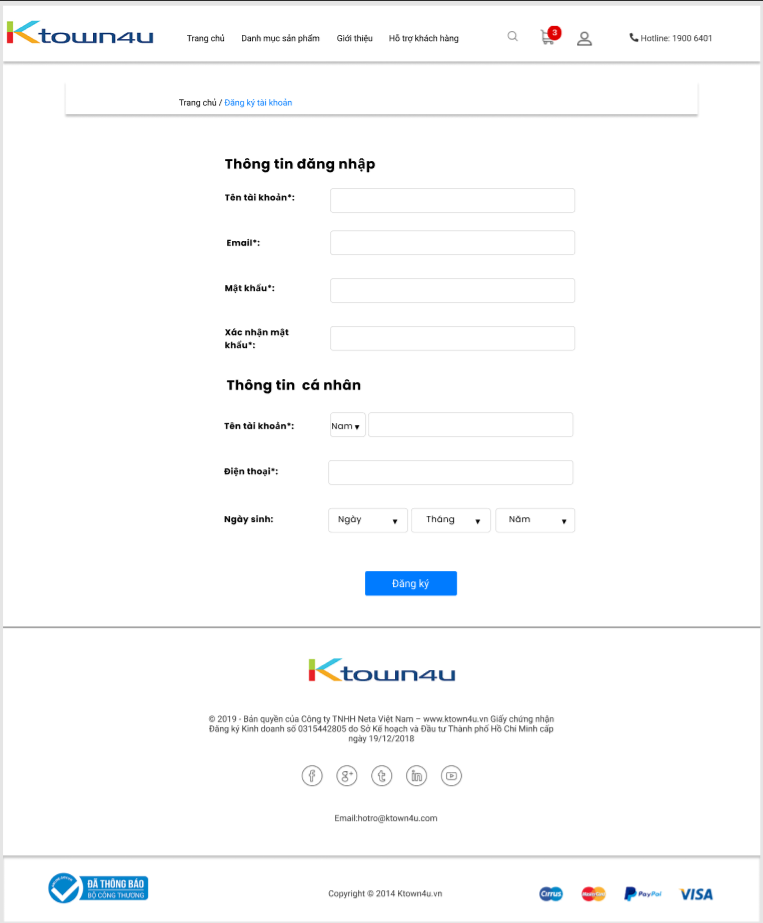 Ktown4u
Trang chủ Danh mục sản phẩm Giới thiệu Hỗ trợ khách hàng 3 Hotline: 1900 6401
Trang chủ / Đăng ký tài khoản
Thông tin đăng nhập
Tên tài khoản*:
Email*:
Mật khẩu*:
Xác nhận mật
khẩu*:
Thông tin cá nhân
Tên tài khoản*: Nam
Điện thoại*:
Ngày sinh: Ngày Tháng Năm
Đăng ký
Ktown4u
© 2019 - Bản quyền của Công ty TNHH Neta Việt Nam – www.ktown4u.vn Giấy chứng nhận
Đăng ký Kinh doanh số 0315442805 do Sở Kế hoạch và Đầu tư Thành phố Hồ Chí Minh cấp
ngày 19/12/2018
f g+ t in
Email:hotro@ktown4u.com
ĐÃ THÔNG BÁO
BỘ CÔNG THƯƠNG
Copyright © 2014 Ktown4u.vn Cirrus PayPal VISA